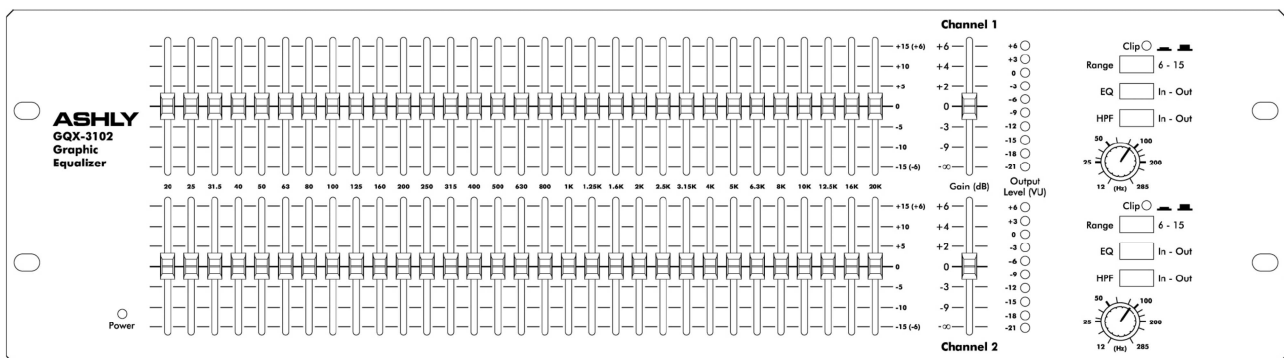 Channel 1
ASHLY
GQX-3102
Graphic
Equalizer
+15 (+6)
+10
+5
0
-5
-10
-15 (-6)
+6
+4
+2
0
-3
-9
-∞
+6
+3
0
-3
-6
-9
-12
-15
-18
-21
Clip
Range 6 - 15
EQ In - Out
HPF In - Out
50 100
25 200
12 (Hz) 285
20 25 31.5 40 50 63 80 100 125 160 200 250 315 400 500 630 800 1K 1.25K 1.6K 2K 2.5K 3.15K 4K 5K 6.3K 8K 10K 12.5K 16K 20K
Gain (dB)
Output
Level (VU)
+15 (+6)
+10
+5
0
-5
-10
-15 (-6)
+6
+4
+2
0
-3
-9
-∞
+6
+3
0
-3
-6
-9
-12
-15
-18
-21
Clip
Range 6 - 15
EQ In - Out
HPF In - Out
50 100
25 200
12 (Hz) 285
Power
Channel 2